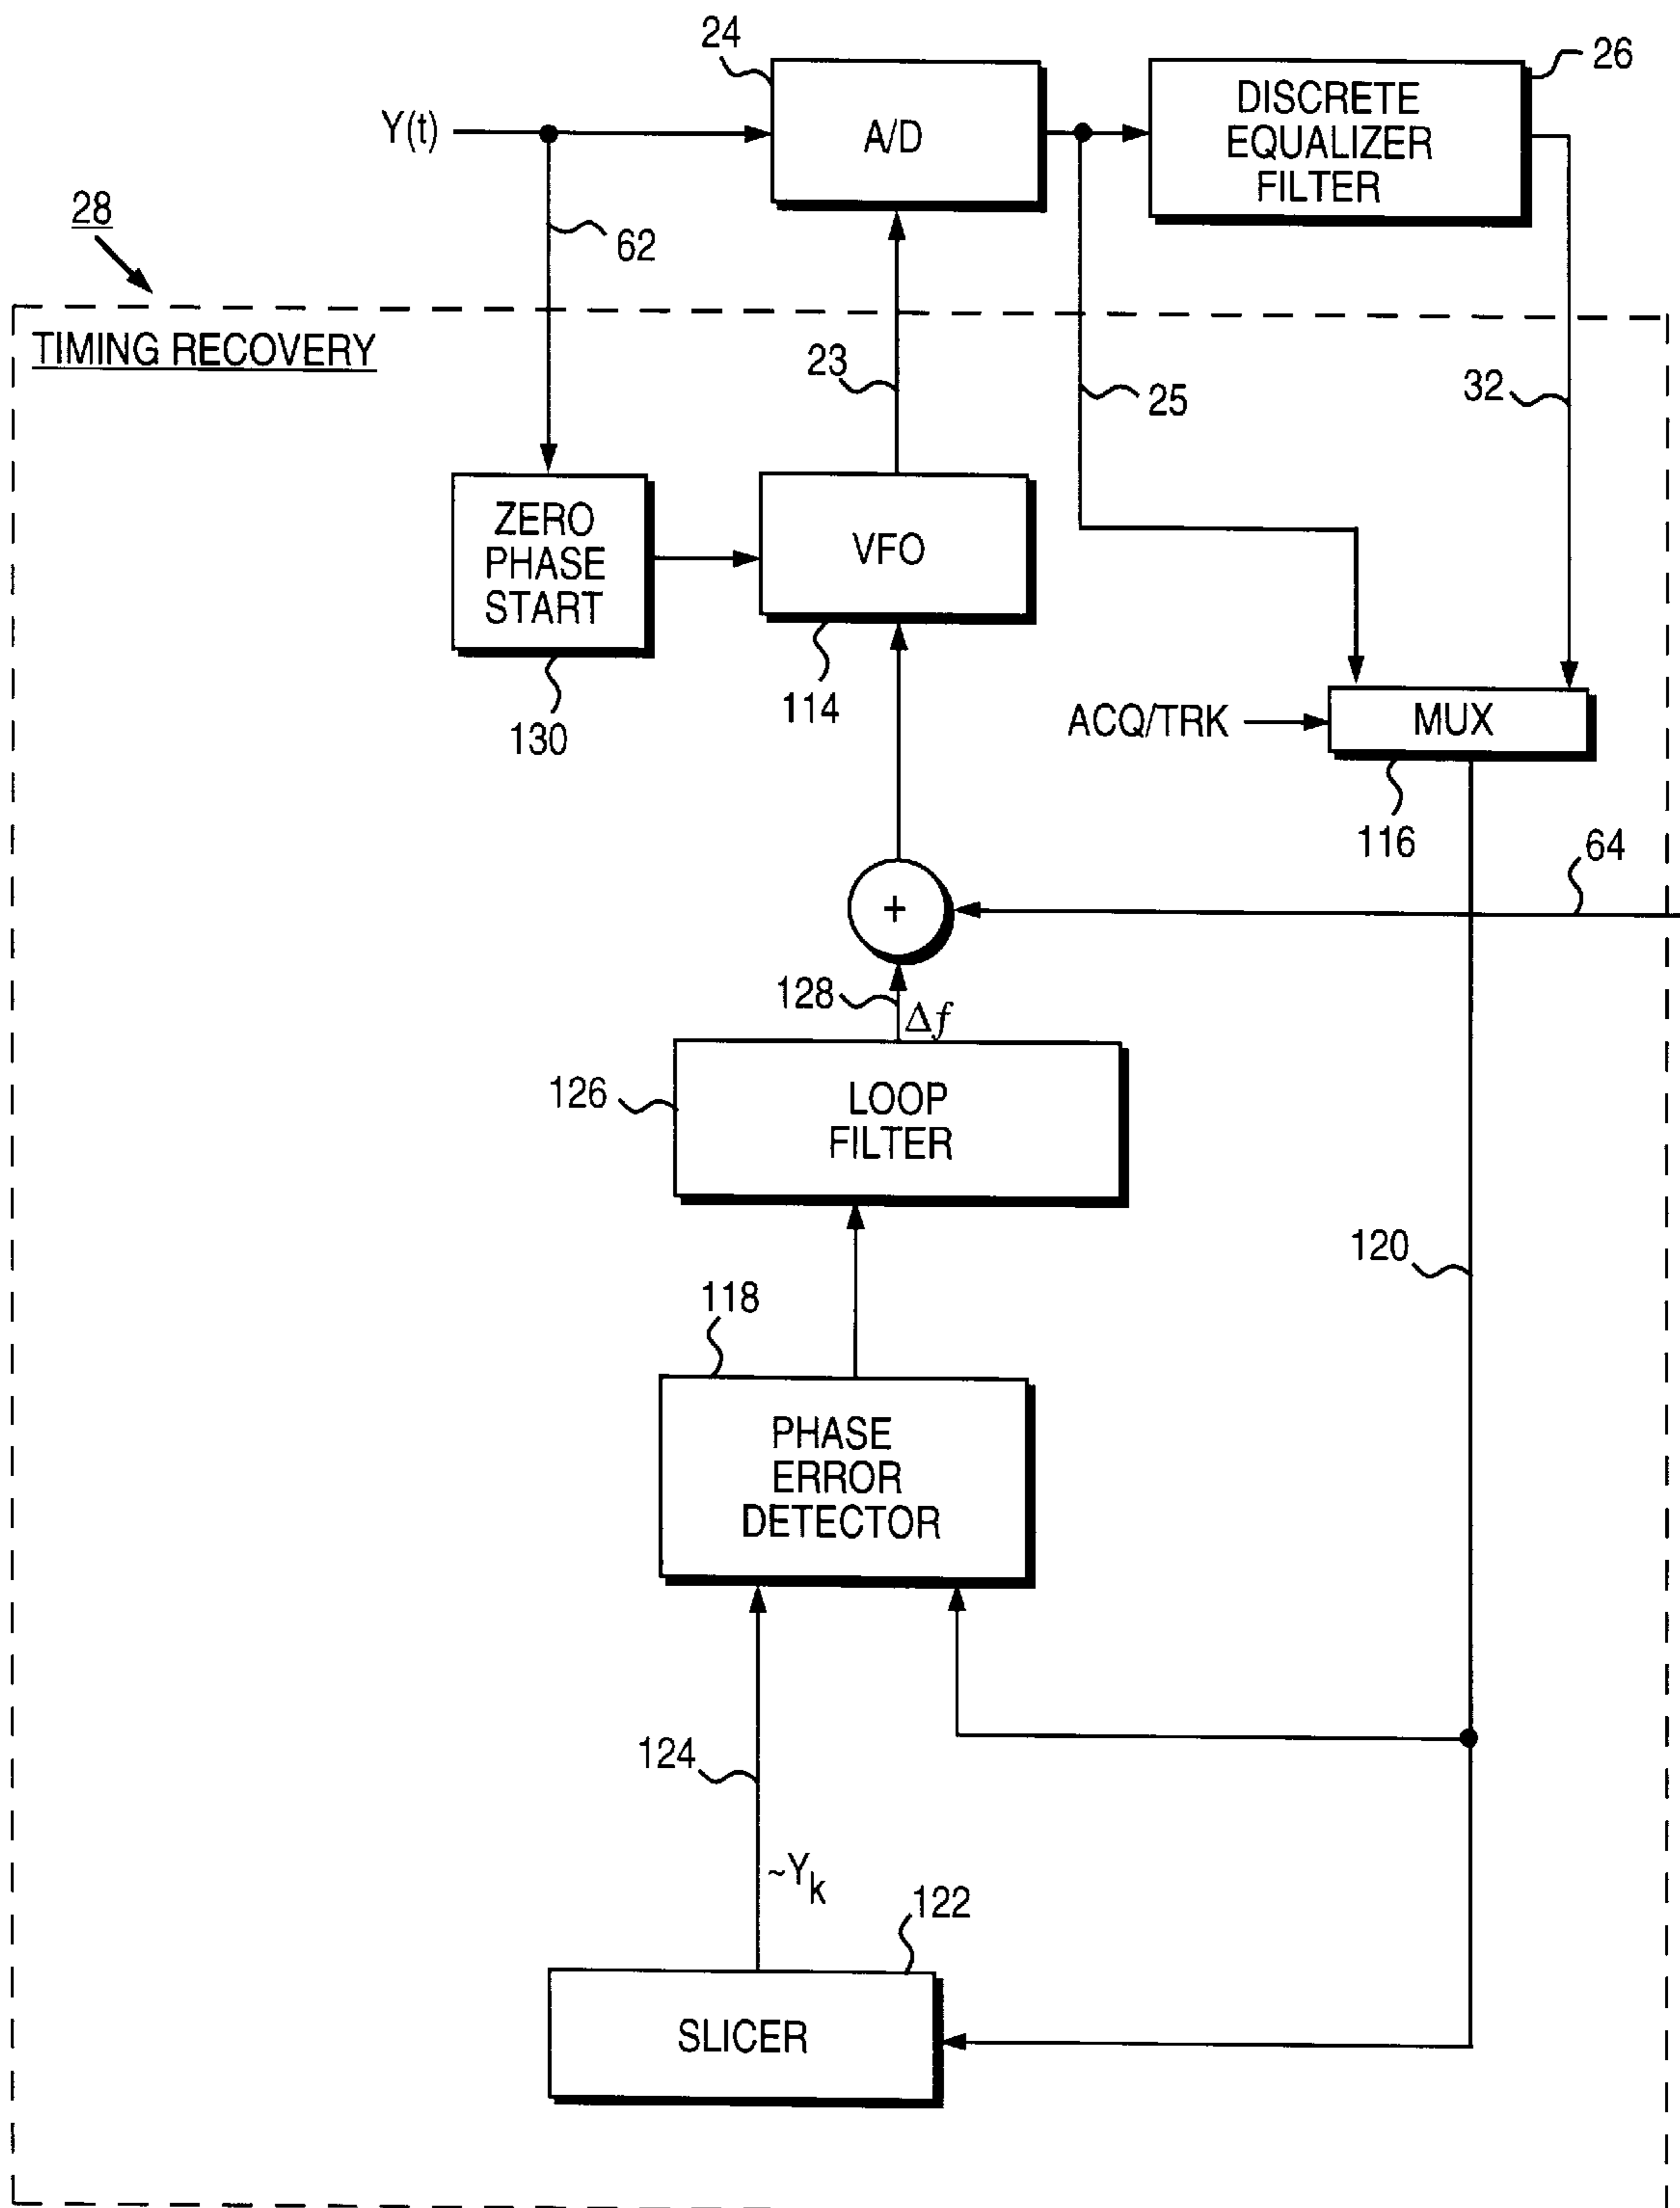 24
26
Y(t)
A/D
DISCRETE
EQUALIZER
FILTER
28
62
TIMING RECOVERY
23
25
32
ZERO
PHASE
START
VFO
130
114
ACQ/TRK
MUX
116
64
+
128
Δf
126
LOOP
FILTER
120
118
PHASE
ERROR
DETECTOR
124
~Yk
122
SLICER